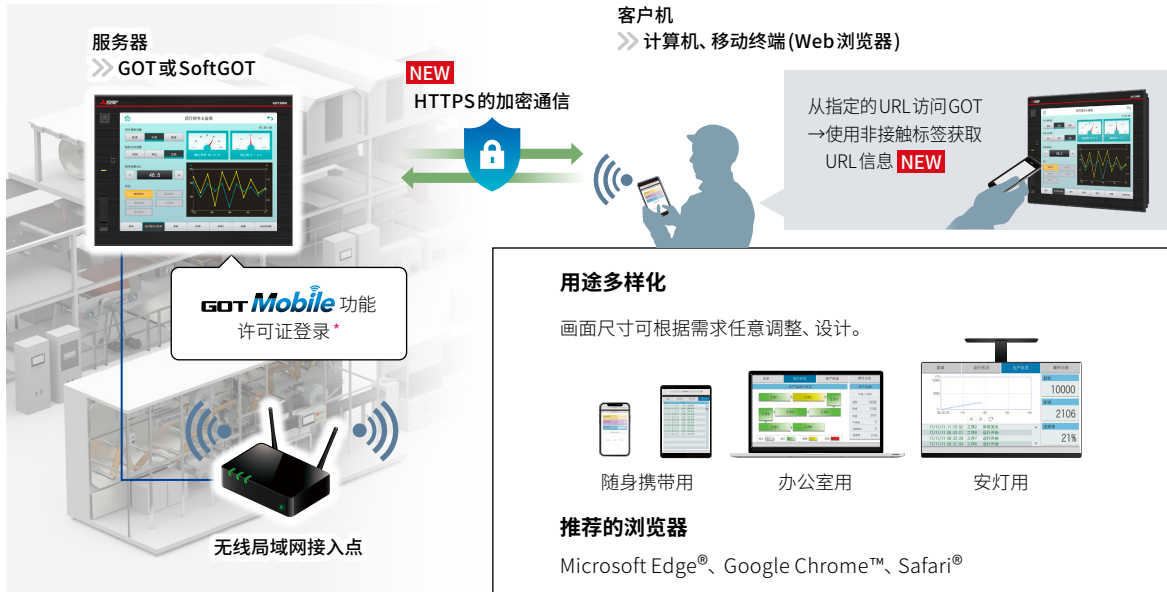 服务器
>> GOT或SoftGOT
NEW
HTTPS的加密通信
客户机
>> 计算机、移动终端(Web浏览器)
从指定的URL访问GOT
→使用非接触标签获取
URL信息 NEW
GOT Mobile 功能
许可证登录*
无线局域网接入点
用途多样化
画面尺寸可根据需求任意调整、设计。
随身携带用
办公室用
安灯用
10000
2106
21%
46.5
推荐的浏览器
Microsoft Edge®、Google Chrome™、Safari®